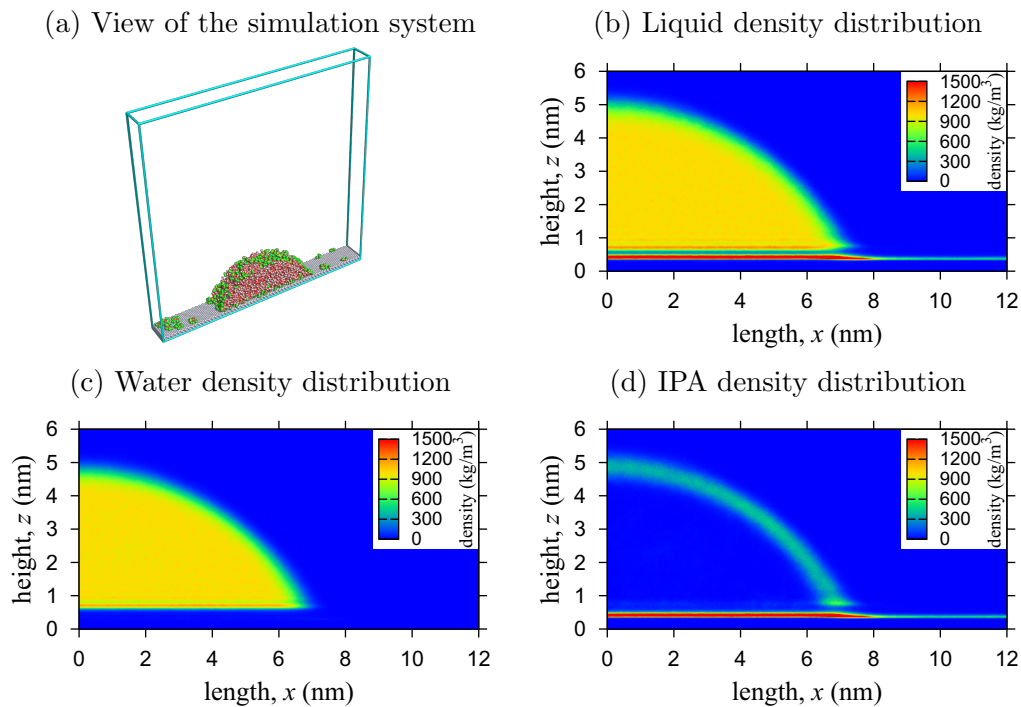 (a) View of the simulation system
(b) Liquid density distribution
6
5
4
3
2
1
0
height, z (nm)
0 2 4 6 8 10 12
length, x (nm)
1500
1200
900
600
300
0
density (kg/m³)
(c) Water density distribution
6
5
4
3
2
1
0
height, z (nm)
0 2 4 6 8 10 12
length, x (nm)
1500
1200
900
600
300
0
density (kg/m³)
(d) IPA density distribution
6
5
4
3
2
1
0
height, z (nm)
0 2 4 6 8 10 12
length, x (nm)
1500
1200
900
600
300
0
density (kg/m³)